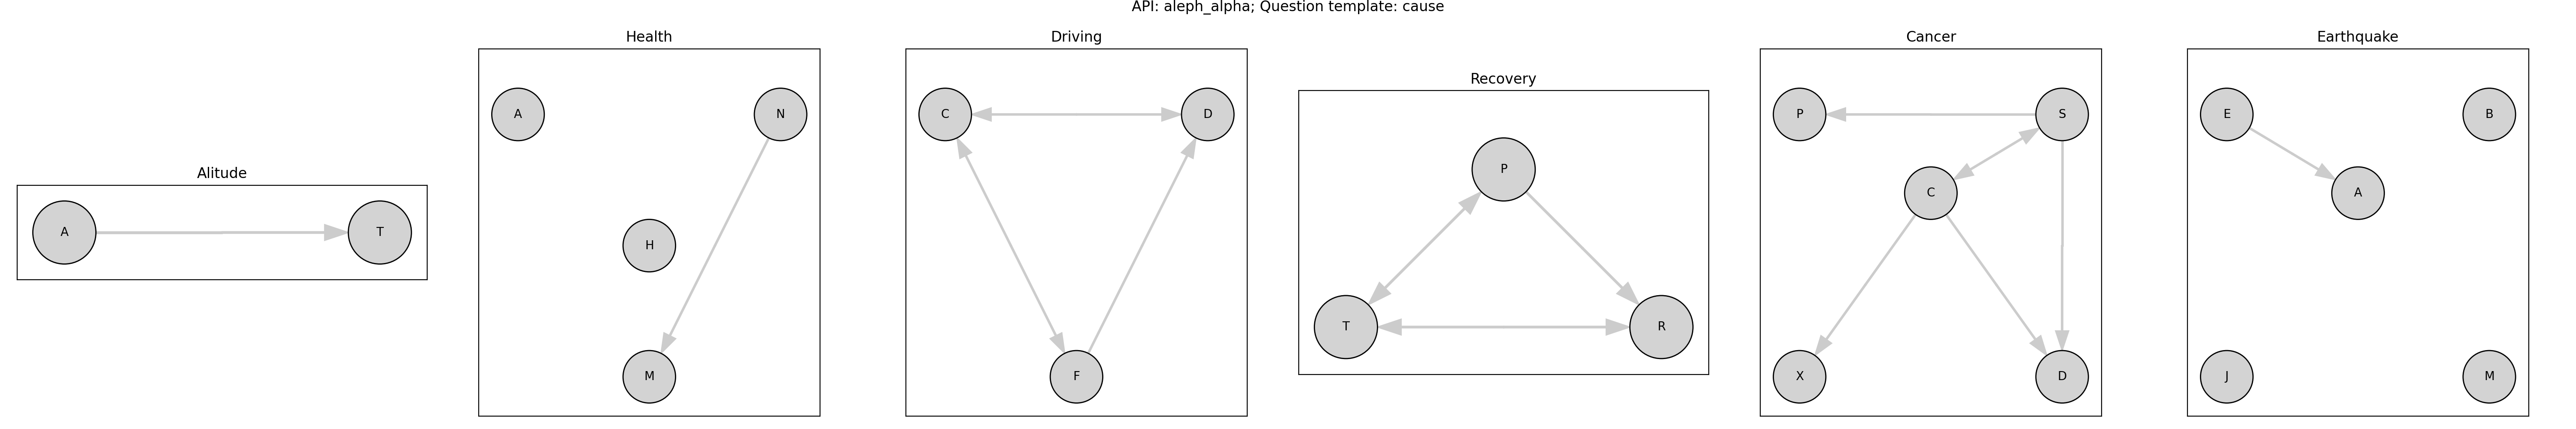 API: aleph_alpha; Question template: cause
Alitude
A
T
Health
A
N
H
M
Driving
C
D
F
Recovery
P
T
R
Cancer
P
S
C
X
D
Earthquake
E
B
A
J
M